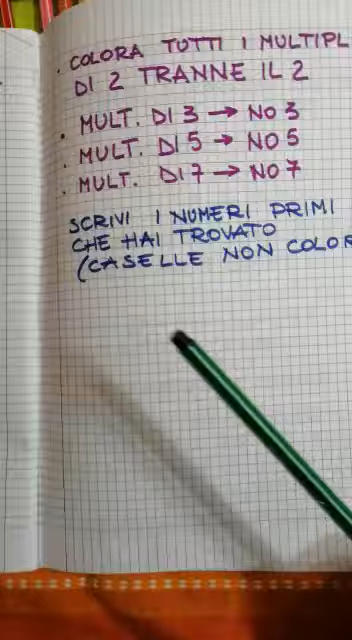 . COLORA TUTTI I MULTIPL
DI 2 TRANNE IL 2
. MULT. DI 3 → NO 3
. MULT. DI 5 → NO 5
. MULT. DI 7 → NO 7
SCRIVI I NUMERI PRIMI
CHE HAI TROVATO
(CASELLE NON COLOR